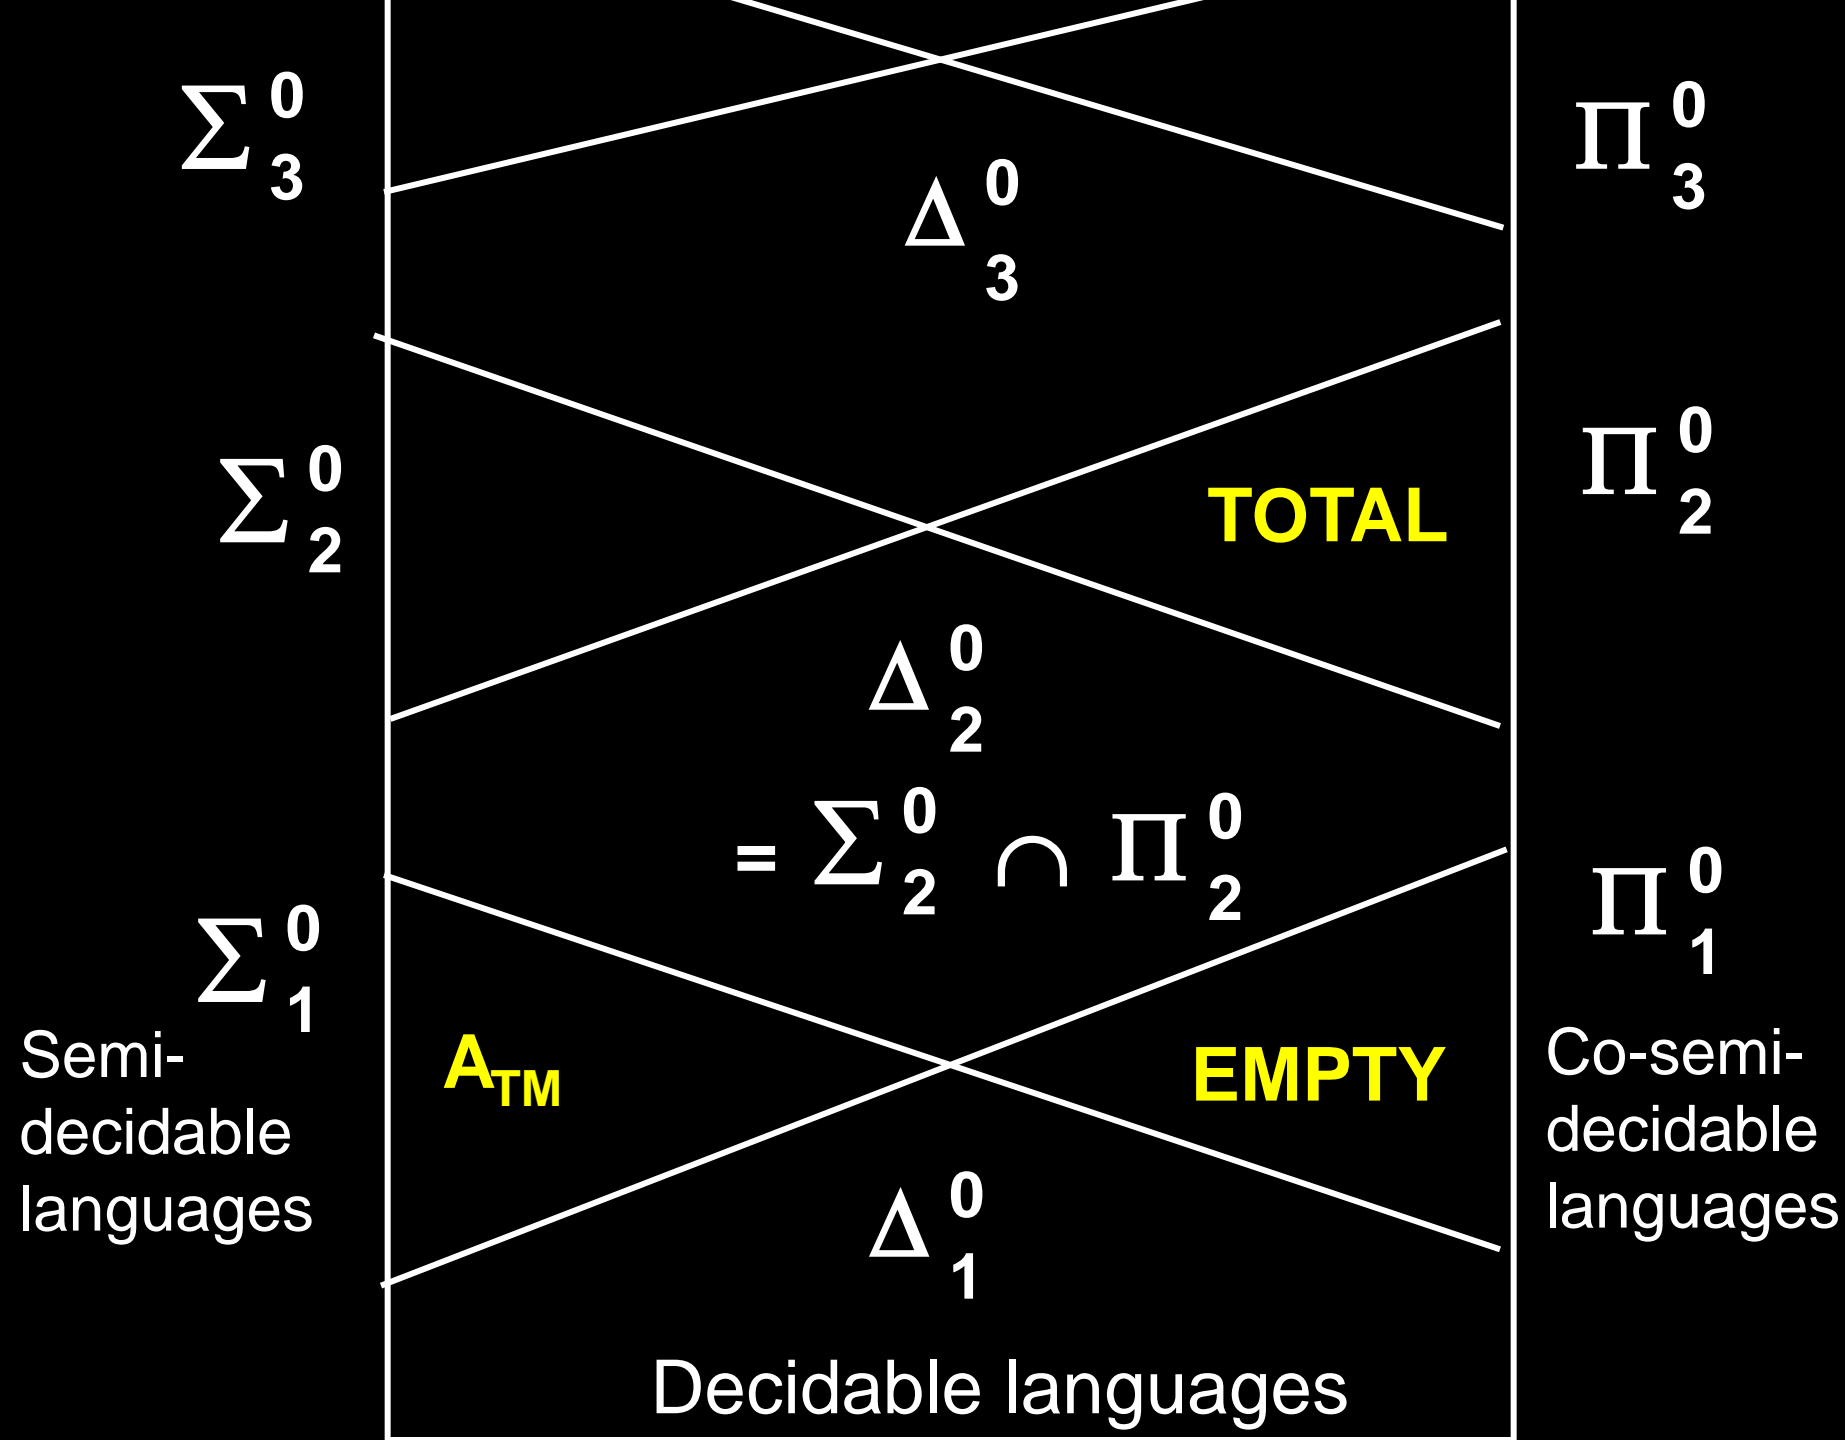 Σ⁰₃ Π⁰₃
Δ⁰₃
Σ⁰₂ TOTAL Π⁰₂
Δ⁰₂
= Σ⁰₂ ∩ Π⁰₂
Σ⁰₁ Π⁰₁
Semi-
decidable
languages
A_TM
EMPTY
Co-semi-
decidable
languages
Δ⁰₁
Decidable languages